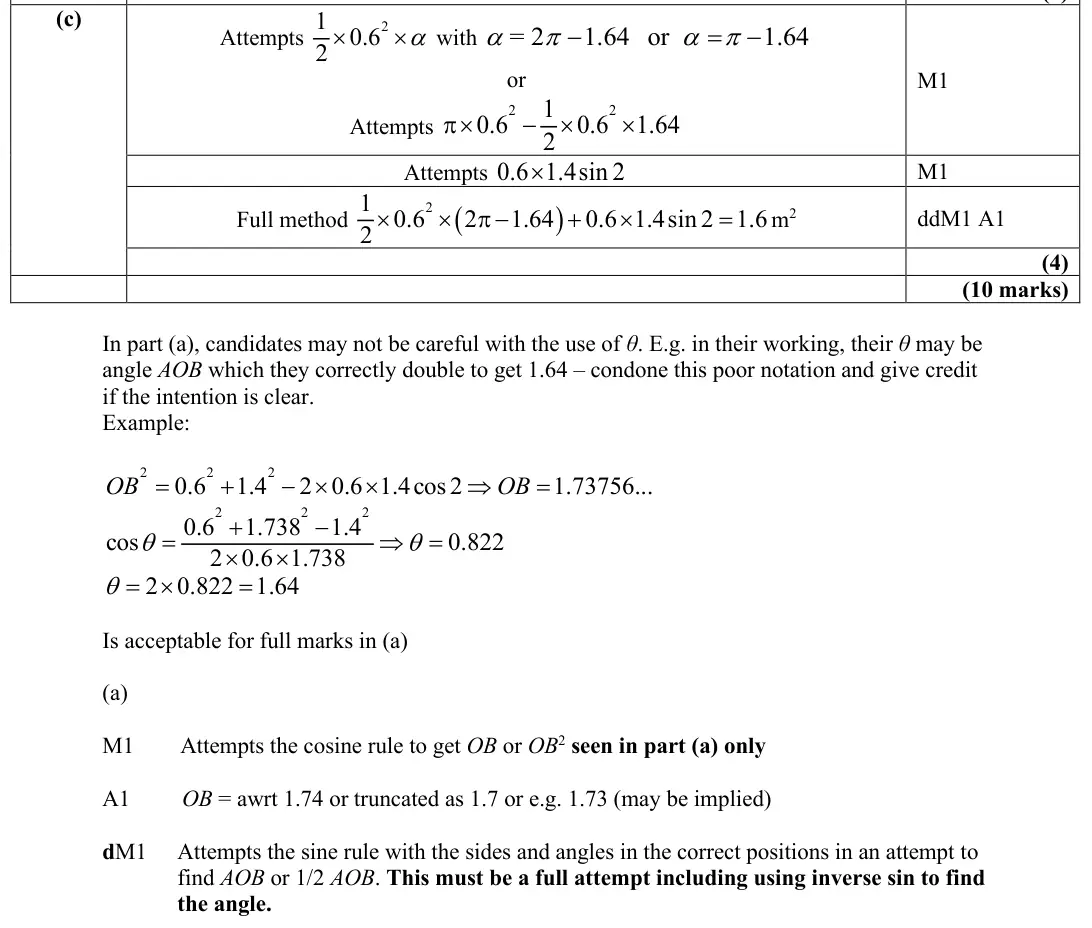 (c)
Attempts 1/2 × 0.6² × α with α = 2π − 1.64 or α = π − 1.64
or
Attempts π × 0.6² − 1/2 × 0.6² × 1.64
M1
Attempts 0.6 × 1.4 sin 2
M1
Full method 1/2 × 0.6² × (2π − 1.64) + 0.6 × 1.4 sin 2 = 1.6 m²
ddM1 A1
(4)
(10 marks)
In part (a), candidates may not be careful with the use of θ. E.g. in their working, their θ may be
angle AOB which they correctly double to get 1.64 – condone this poor notation and give credit
if the intention is clear.
Example:
OB² = 0.6² + 1.4² − 2 × 0.6 × 1.4 cos 2 ⇒ OB = 1.73756...
cos θ = (0.6² + 1.738² − 1.4²)/(2 × 0.6 × 1.738) ⇒ θ = 0.822
θ = 2 × 0.822 = 1.64
Is acceptable for full marks in (a)
(a)
M1 Attempts the cosine rule to get OB or OB² seen in part (a) only
A1 OB = awrt 1.74 or truncated as 1.7 or e.g. 1.73 (may be implied)
dM1 Attempts the sine rule with the sides and angles in the correct positions in an attempt to
find AOB or 1/2 AOB. This must be a full attempt including using inverse sin to find
the angle.